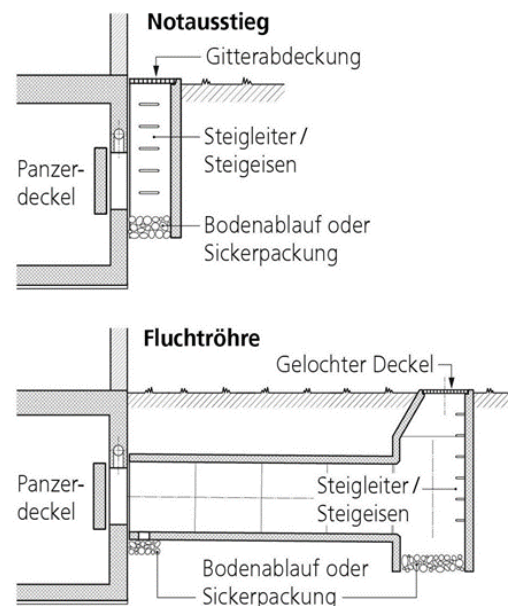 Notausstieg
Gitterabdeckung
Steigleiter /
Steigeisen
Panzer-
deckel
Bodenablauf oder
Sickerpackung
Fluchtröhre
Gelochter Deckel
Panzer-
deckel
Steigleiter /
Steigeisen
Bodenablauf oder
Sickerpackung